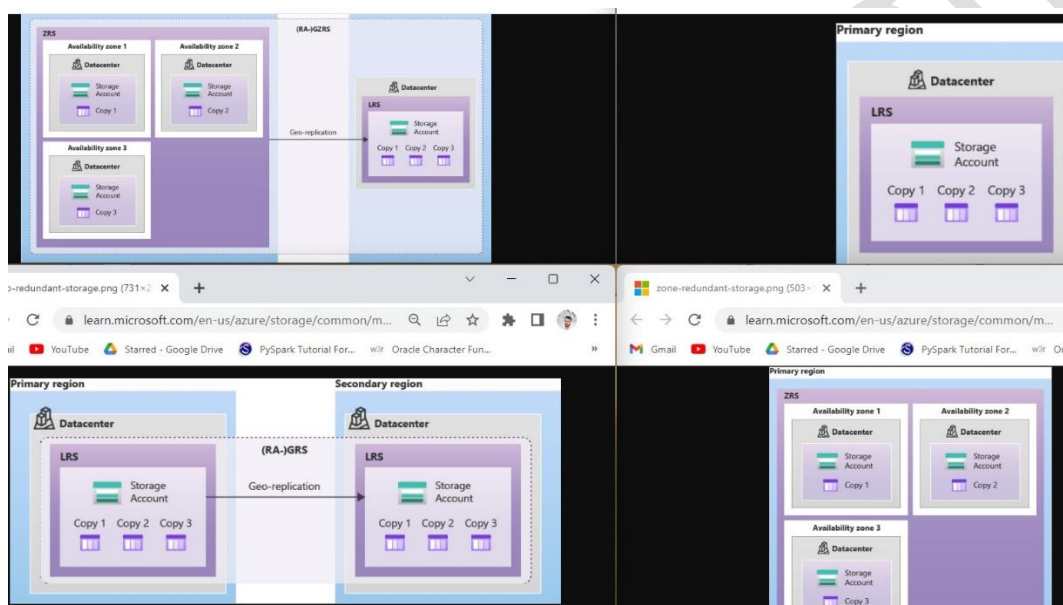 ZRS
(RA-)GZRS
Availability zone 1
Availability zone 2
Datacenter
Datacenter
Storage
Account
Storage
Account
Copy 1
Copy 2
Availability zone 3
Datacenter
Storage
Account
Copy 3
Geo-replication
Datacenter
LRS
Storage
Account
Copy 1 Copy 2 Copy 3
Primary region
Datacenter
LRS
Storage
Account
Copy 1 Copy 2 Copy 3
o-redundant-storage.png (731×2
learn.microsoft.com/en-us/azure/storage/common/m...
YouTube Starred - Google Drive PySpark Tutorial For... w3r Oracle Character Fun... »
Primary region
Secondary region
Datacenter
Datacenter
(RA-)GRS
LRS
LRS
Storage
Account
Geo-replication
Storage
Account
Copy 1 Copy 2 Copy 3
Copy 1 Copy 2 Copy 3
zone-redundant-storage.png (503×
learn.microsoft.com/en-us/azure/storage/common/m...
Gmail YouTube Starred - Google Drive PySpark Tutorial For... w3r
Primary region
ZRS
Availability zone 1
Availability zone 2
Datacenter
Datacenter
Storage
Account
Storage
Account
Copy 1
Copy 2
Availability zone 3
Datacenter
Storage
Account
Copy 3